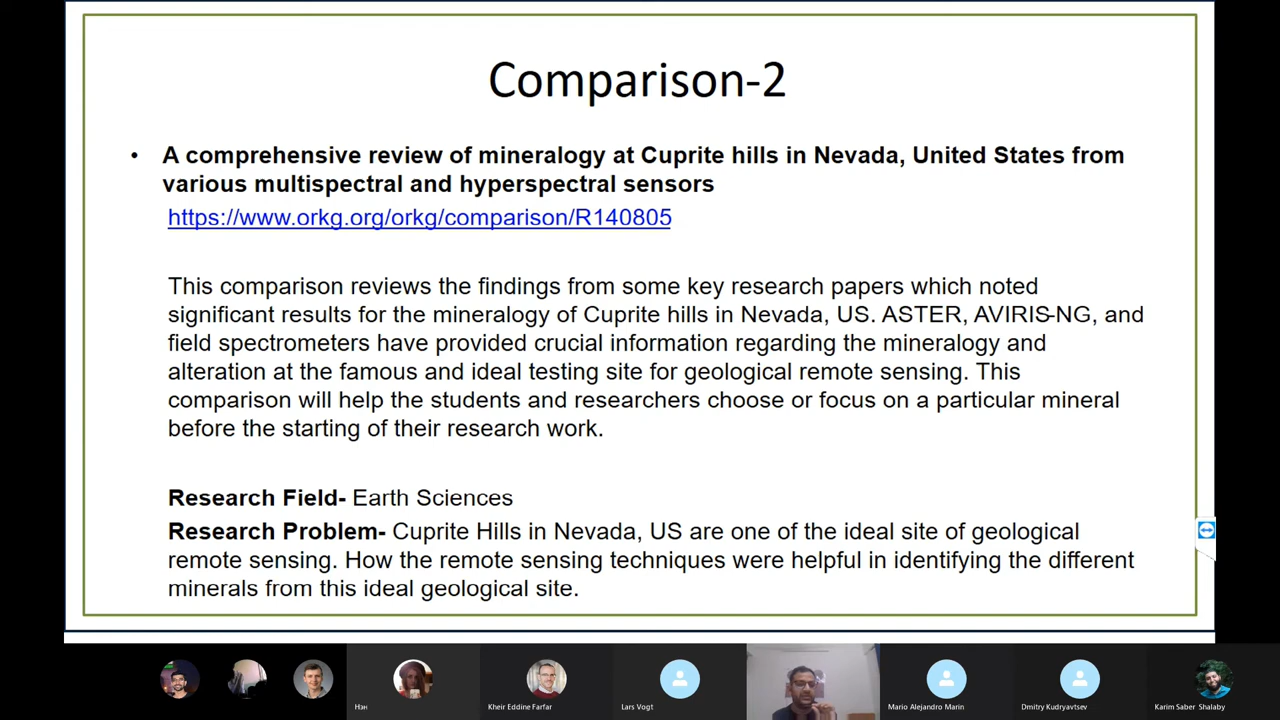 Comparison-2
• A comprehensive review of mineralogy at Cuprite hills in Nevada, United States from
various multispectral and hyperspectral sensors
https://www.orkg.org/orkg/comparison/R140805
This comparison reviews the findings from some key research papers which noted
significant results for the mineralogy of Cuprite hills in Nevada, US. ASTER, AVIRIS-NG, and
field spectrometers have provided crucial information regarding the mineralogy and
alteration at the famous and ideal testing site for geological remote sensing. This
comparison will help the students and researchers choose or focus on a particular mineral
before the starting of their research work.
Research Field- Earth Sciences
Research Problem- Cuprite Hills in Nevada, US are one of the ideal site of geological
remote sensing. How the remote sensing techniques were helpful in identifying the different
minerals from this ideal geological site.
Нэн
Kheir Eddine Farfar
Lars Vogt
Mario Alejandro Marin
Dmitry Kudryavtsev
Karim Saber Shalaby